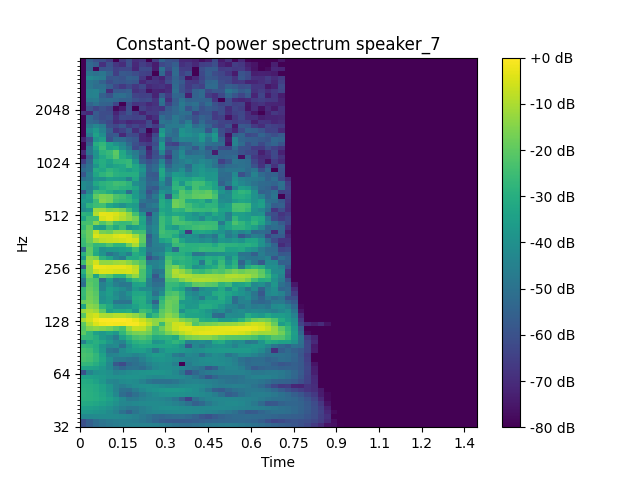 Constant-Q power spectrum speaker_7
Hz
2048
1024
512
256
128
64
32
0 0.15 0.3 0.45 0.6 0.75 0.9 1.1 1.2 1.4
Time
+0 dB
-10 dB
-20 dB
-30 dB
-40 dB
-50 dB
-60 dB
-70 dB
-80 dB